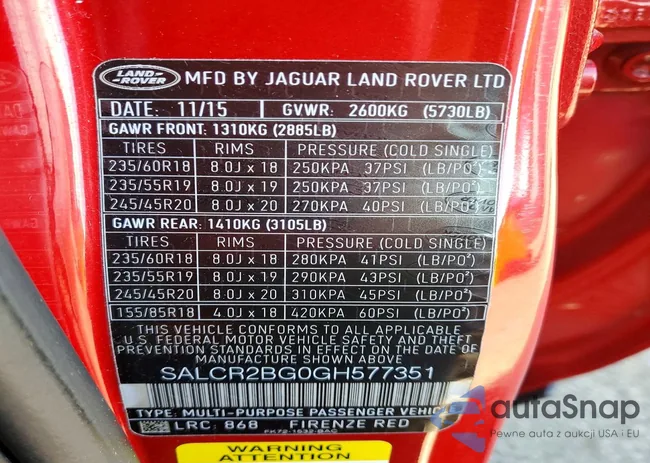 LAND ROVER MFD BY JAGUAR LAND ROVER LTD
DATE: 11/15 GVWR: 2600KG (5730LB)
GAWR FRONT: 1310KG (2885LB)
TIRES RIMS PRESSURE (COLD SINGLE)
235/60R18 8.0J x 18 250KPA 37PSI (LB/PO²)
235/55R19 8.0J x 19 250KPA 37PSI (LB/PO²)
245/45R20 8.0J x 20 270KPA 40PSI (LB/PO²)
GAWR REAR: 1410KG (3105LB)
TIRES RIMS PRESSURE (COLD SINGLE)
235/60R18 8.0J x 18 280KPA 41PSI (LB/PO²)
235/55R19 8.0J x 19 290KPA 43PSI (LB/PO²)
245/45R20 8.0J x 20 310KPA 45PSI (LB/PO²)
155/85R18 4.0J x 18 420KPA 60PSI (LB/PO²)
THIS VEHICLE CONFORMS TO ALL APPLICABLE
U.S. FEDERAL MOTOR VEHICLE SAFETY AND THEFT
PREVENTION STANDARDS IN EFFECT ON THE DATE OF
MANUFACTURE SHOWN ABOVE
SALCR2BG0GH577351
TYPE: MULTI-PURPOSE PASSENGER VEHICLE
LRC: 868 FIRENZE RED
FK72-1532-BAC
WARNING
ATTENTION
autaSnap
Pewne auta z aukcji USA i EU